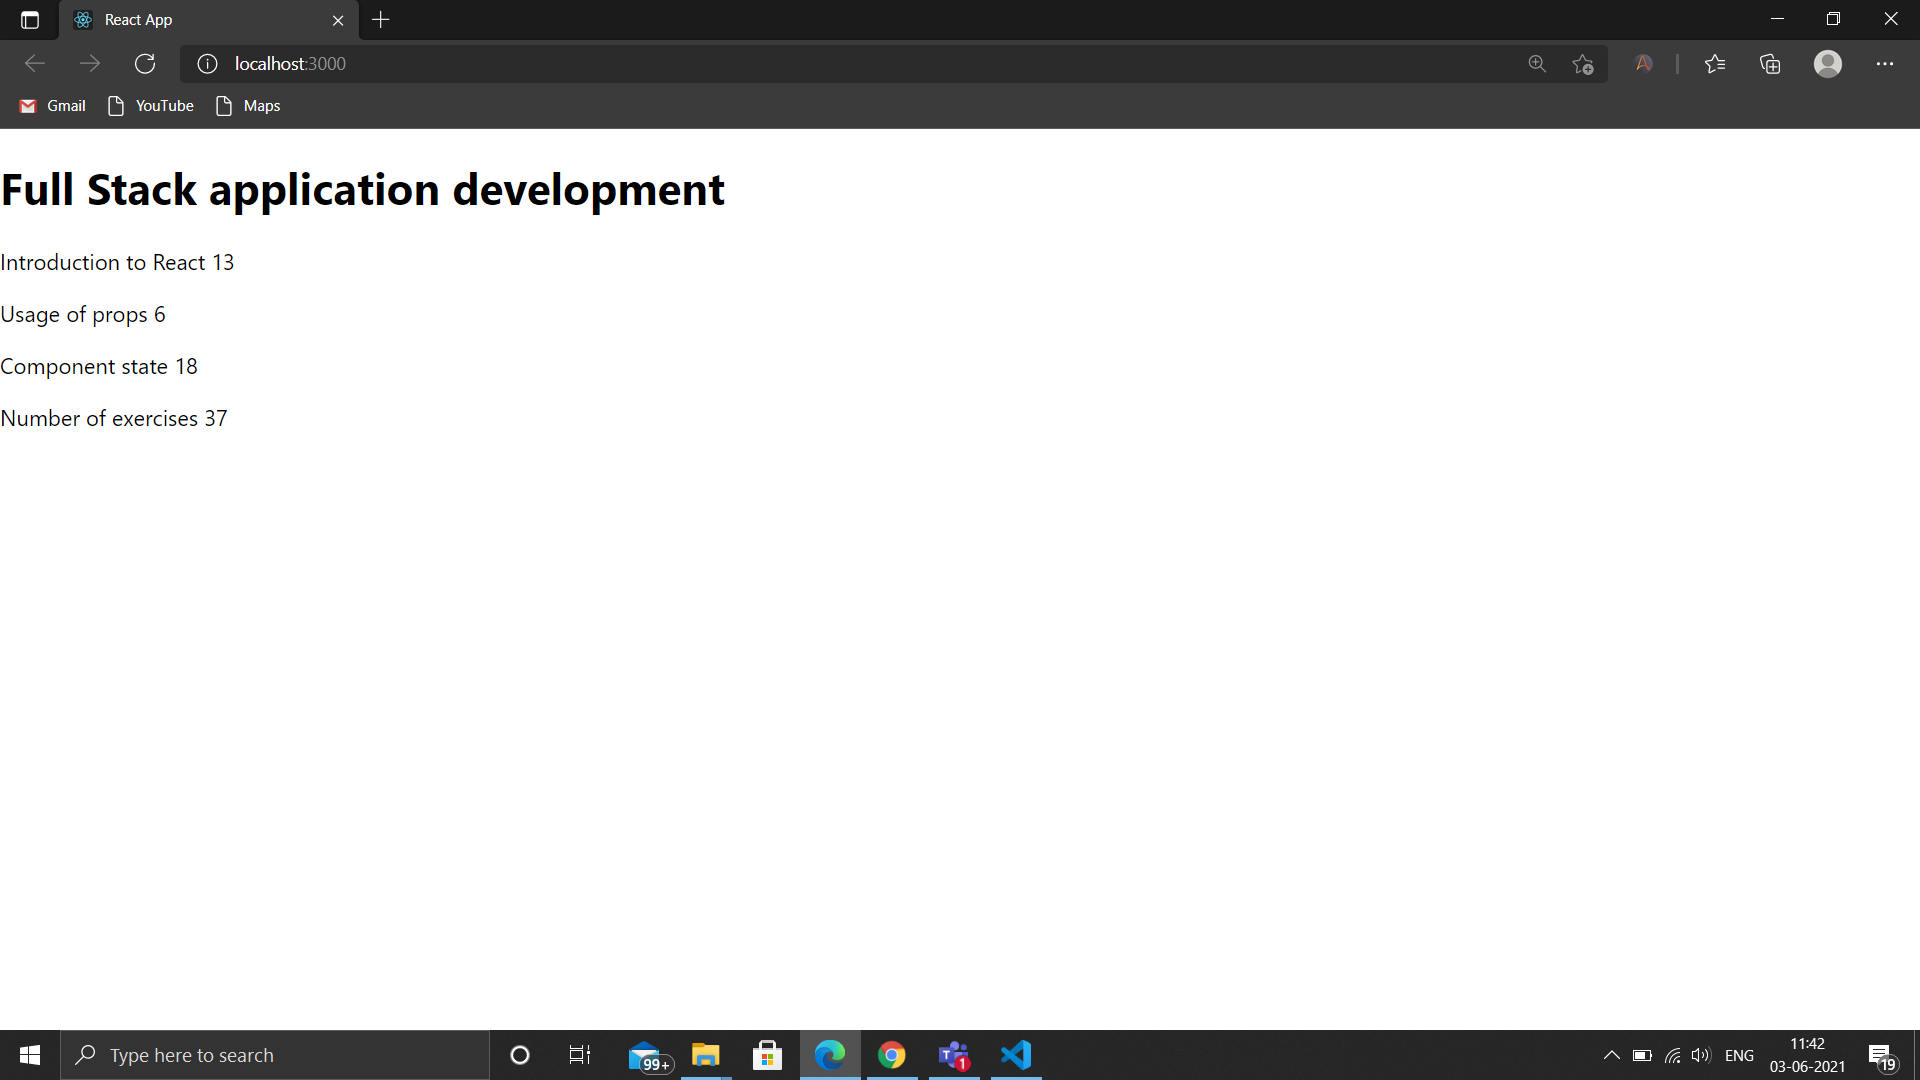 React App
localhost:3000
Gmail YouTube Maps
Full Stack application development
Introduction to React 13
Usage of props 6
Component state 18
Number of exercises 37
Type here to search
99+
T
1
ENG
11:42
03-06-2021
19